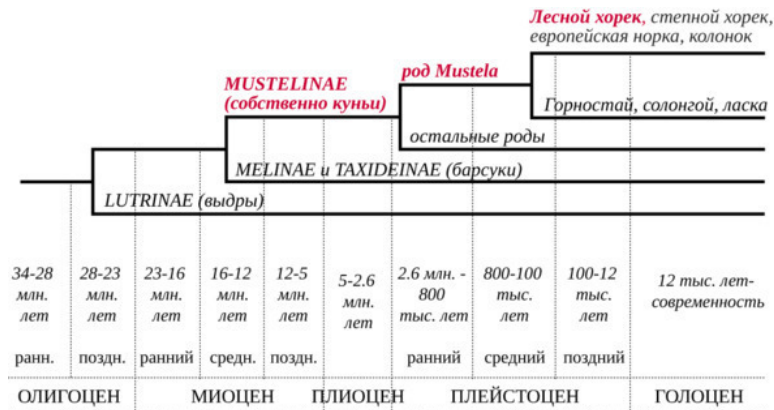 Лесной хорек, степной хорек,
европейская норка, колонок
род Mustela
MUSTELINAE
(собственно куньи)
Горностай, солонгой, ласка
остальные роды
MELINAE и TAXIDEINAE (барсуки)
LUTRINAE (выдры)
34-28 млн. лет
28-23 млн. лет
23-16 млн. лет
16-12 млн. лет
12-5 млн. лет
5-2.6 млн. лет
2.6 млн. - 800 тыс. лет
800-100 тыс. лет
100-12 тыс. лет
12 тыс. лет-
современность
ранн. поздн. ранний средн. поздн. ранний средний поздний
ОЛИГОЦЕН МИОЦЕН ПЛИОЦЕН ПЛЕЙСТОЦЕН ГОЛОЦЕН